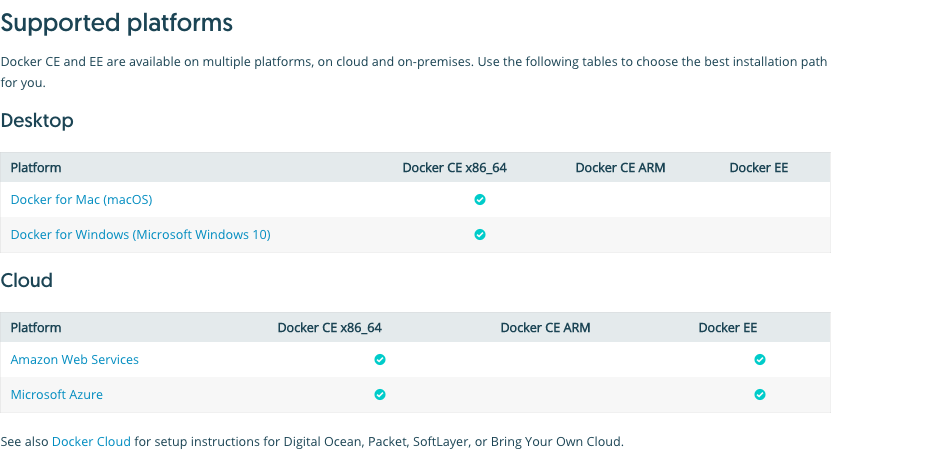 Supported platforms
Docker CE and EE are available on multiple platforms, on cloud and on-premises. Use the following tables to choose the best installation path
for you.
Desktop
Platform Docker CE x86_64 Docker CE ARM Docker EE
Docker for Mac (macOS)
Docker for Windows (Microsoft Windows 10)
Cloud
Platform Docker CE x86_64 Docker CE ARM Docker EE
Amazon Web Services
Microsoft Azure
See also Docker Cloud for setup instructions for Digital Ocean, Packet, SoftLayer, or Bring Your Own Cloud.